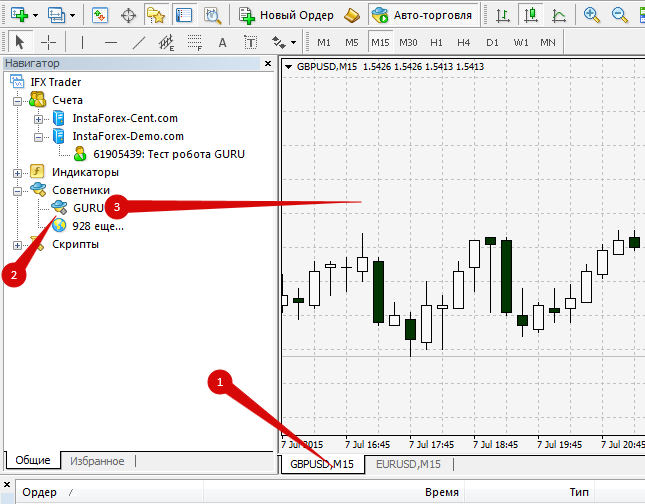 Новый Ордер Авто-торговля
A T M1 M5 M15 M30 H1 H4 D1 W1 MN
Навигатор
IFX Trader
Счета
InstaForex-Cent.com
InstaForex-Demo.com
61905439: Тест робота GURU
Индикаторы
Советники
GURU
928 еще...
Скрипты
1
2
3
GBPUSD,M15 1.5426 1.5426 1.5413 1.5413
7 Jul 2015 7 Jul 16:45 7 Jul 17:45 7 Jul 18:45 7 Jul 19:45 7 Jul 20:45
Общие Избранное
GBPUSD,M15 EURUSD,M15
Ордер / Время Тип